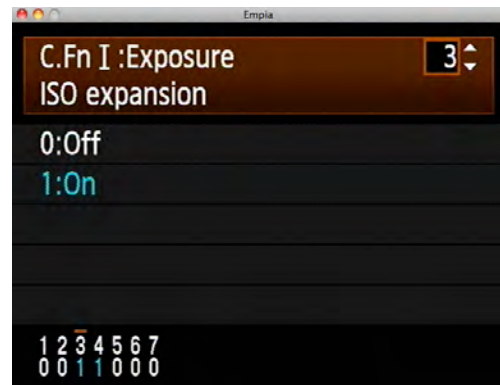 Empia
C.Fn I :Exposure 3
ISO expansion
0:Off
1:On
1 2 3 4 5 6 7
0 0 1 1 0 0 0